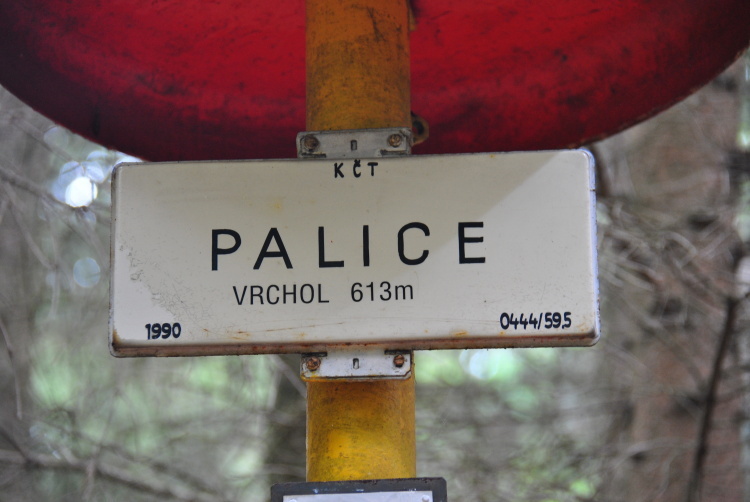 KČT
PALICE
VRCHOL 613m
1990 0444/59.5